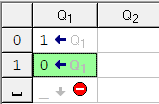 Q₁ Q₂
0 1 ← Q₁
1 0 ← Q₁
⌴ _ ↓